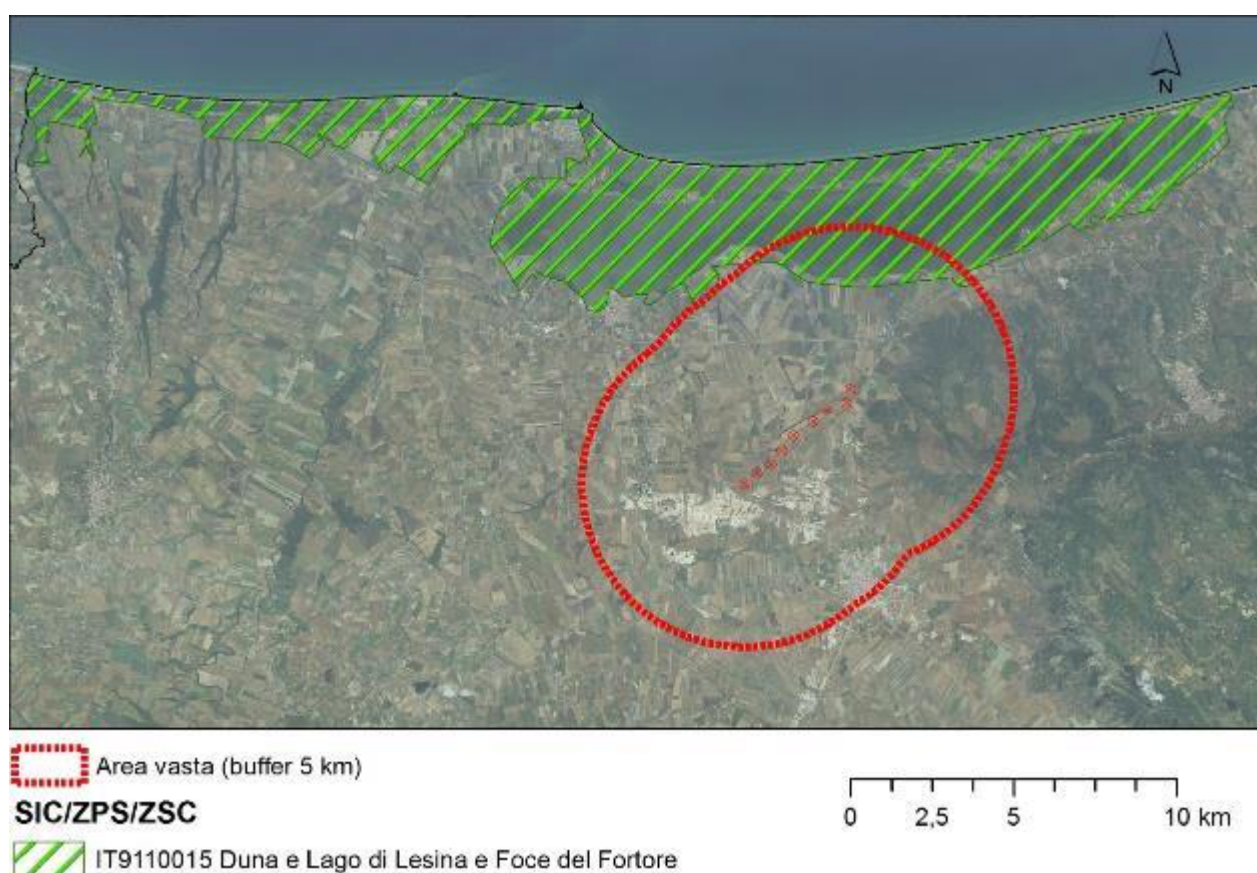 N
Area vasta (buffer 5 km)
SIC/ZPS/ZSC
0 2,5 5 10 km
IT9110015 Duna e Lago di Lesina e Foce del Fortore